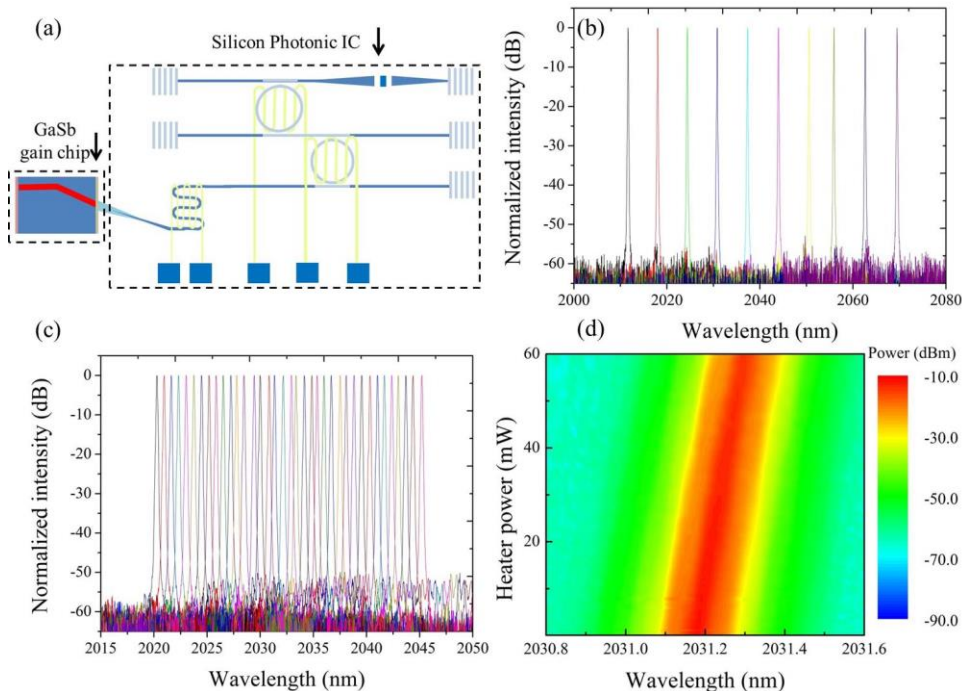 (a)
Silicon Photonic IC
GaSb
gain chip
(b)
Normalized intensity (dB)
0
-10
-20
-30
-40
-50
-60
2000 2020 2040 2060 2080
Wavelength (nm)
(c)
Normalized intensity (dB)
0
-10
-20
-30
-40
-50
-60
2015 2020 2025 2030 2035 2040 2045 2050
Wavelength (nm)
(d)
Power (dBm)
Heater power (mW)
60
40
20
-10.0
-30.0
-50.0
-70.0
-90.0
2030.8 2031.0 2031.2 2031.4 2031.6
Wavelength (nm)